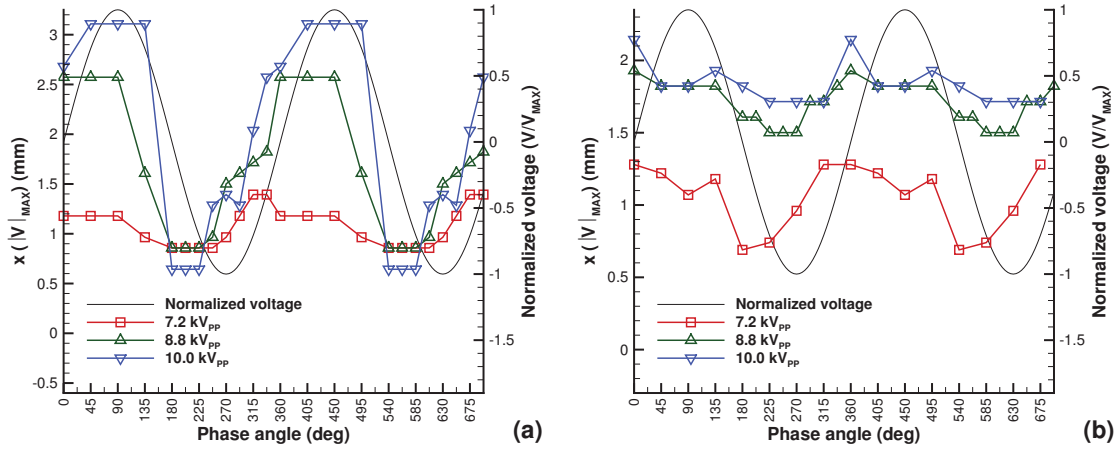 3
2.5
2
1.5
1
0.5
0
-0.5
x ( |V|MAX) (mm)
1
0.5
0
-0.5
-1
-1.5
Normalized voltage (V/VMAX)
Normalized voltage
7.2 kVPP
8.8 kVPP
10.0 kVPP
0 45 90 135 180 225 270 315 360 405 450 495 540 585 630 675
Phase angle (deg)
(a)
2
1.5
1
0.5
0
x ( |V|MAX) (mm)
1
0.5
0
-0.5
-1
-1.5
Normalized voltage (V/VMAX)
Normalized voltage
7.2 kVPP
8.8 kVPP
10.0 kVPP
0 45 90 135 180 225 270 315 360 405 450 495 540 585 630 675
Phase angle (deg)
(b)